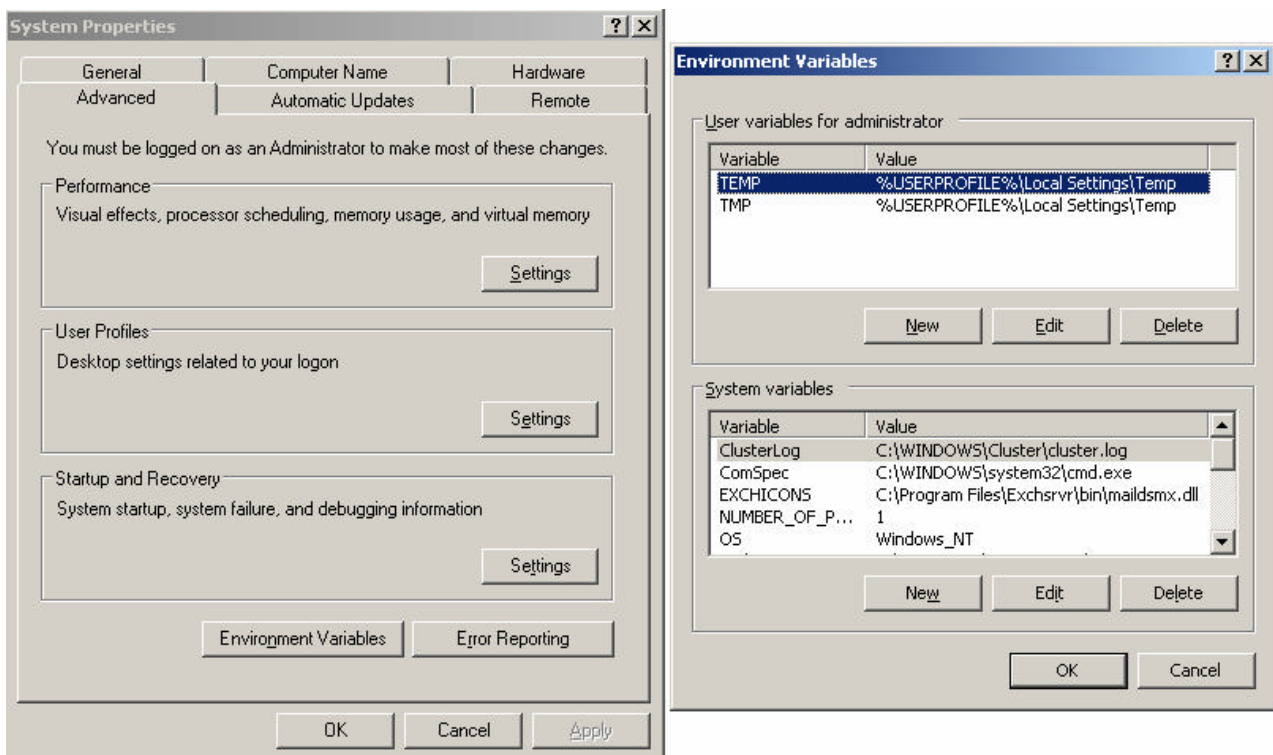 System Properties
General Computer Name Hardware
Advanced Automatic Updates Remote
You must be logged on as an Administrator to make most of these changes.
Performance
Visual effects, processor scheduling, memory usage, and virtual memory
Settings
User Profiles
Desktop settings related to your logon
Settings
Startup and Recovery
System startup, system failure, and debugging information
Settings
Environment Variables Error Reporting
OK Cancel Apply
Environment Variables
User variables for administrator
Variable Value
TEMP %USERPROFILE%\Local Settings\Temp
TMP %USERPROFILE%\Local Settings\Temp
New Edit Delete
System variables
Variable Value
ClusterLog C:\WINDOWS\Cluster\cluster.log
ComSpec C:\WINDOWS\system32\cmd.exe
EXCHICONS C:\Program Files\Exchsrvr\bin\maildsmx.dll
NUMBER_OF_P... 1
OS Windows_NT
New Edit Delete
OK Cancel